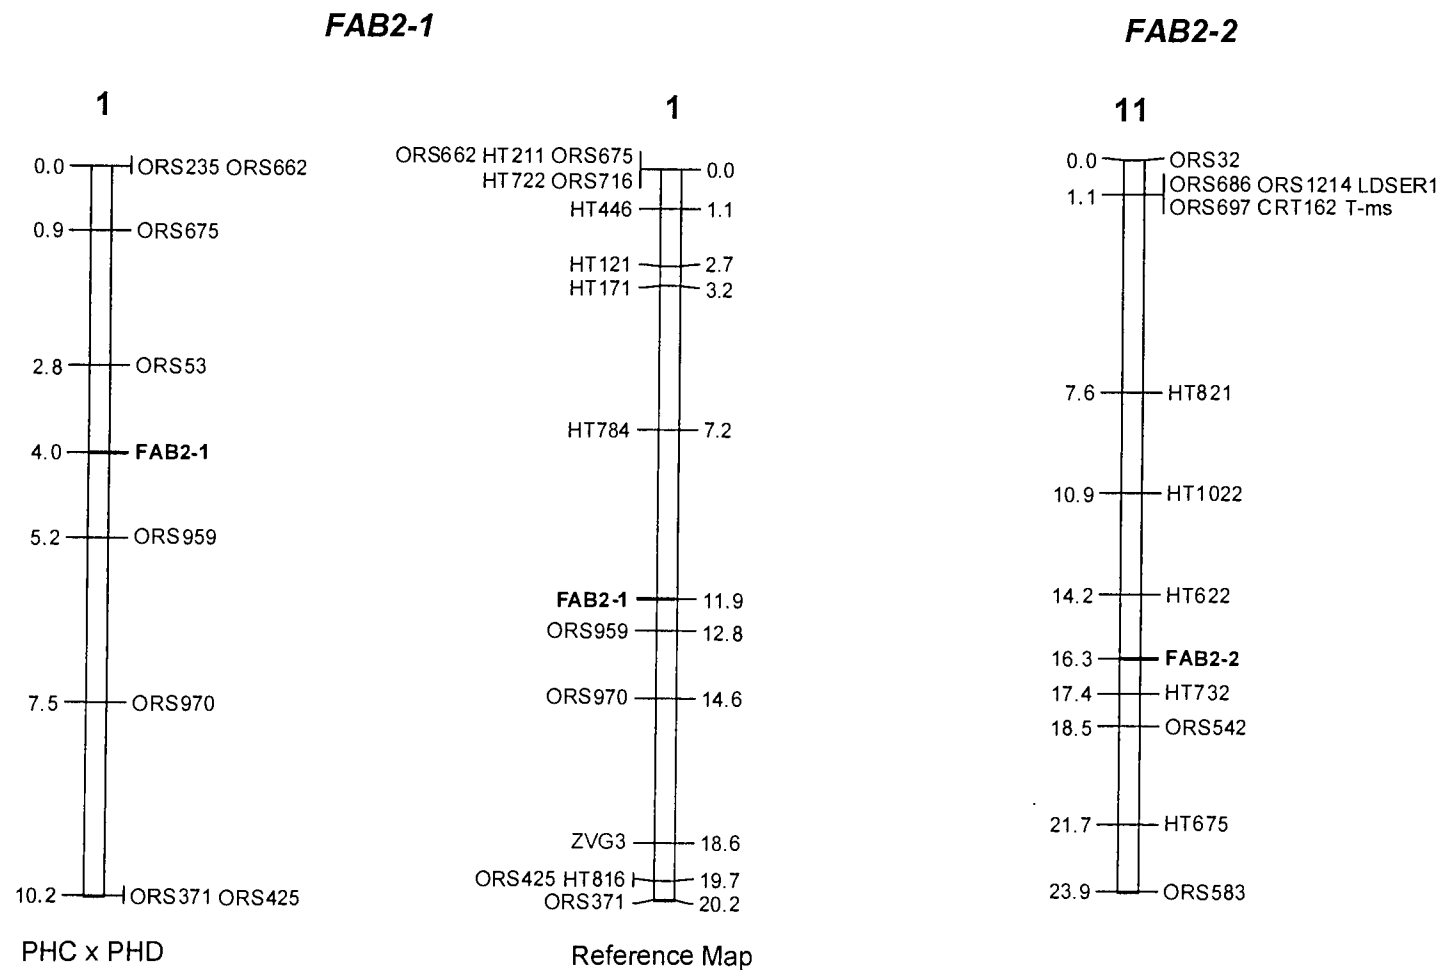 FAB2-1
FAB2-2
1
0.0 ORS235 ORS662
0.9 ORS675
2.8 ORS53
4.0 FAB2-1
5.2 ORS959
7.5 ORS970
10.2 ORS371 ORS425
PHC x PHD
1
ORS662 HT211 ORS675
HT722 ORS716 0.0
HT446 1.1
HT121 2.7
HT171 3.2
HT784 7.2
FAB2-1 11.9
ORS959 12.8
ORS970 14.6
ZVG3 18.6
ORS425 HT816 19.7
ORS371 20.2
Reference Map
11
0.0 ORS32
ORS686 ORS1214 LDSER1
1.1 ORS697 CRT162 T-ms
7.6 HT821
10.9 HT1022
14.2 HT622
16.3 FAB2-2
17.4 HT732
18.5 ORS542
21.7 HT675
23.9 ORS583